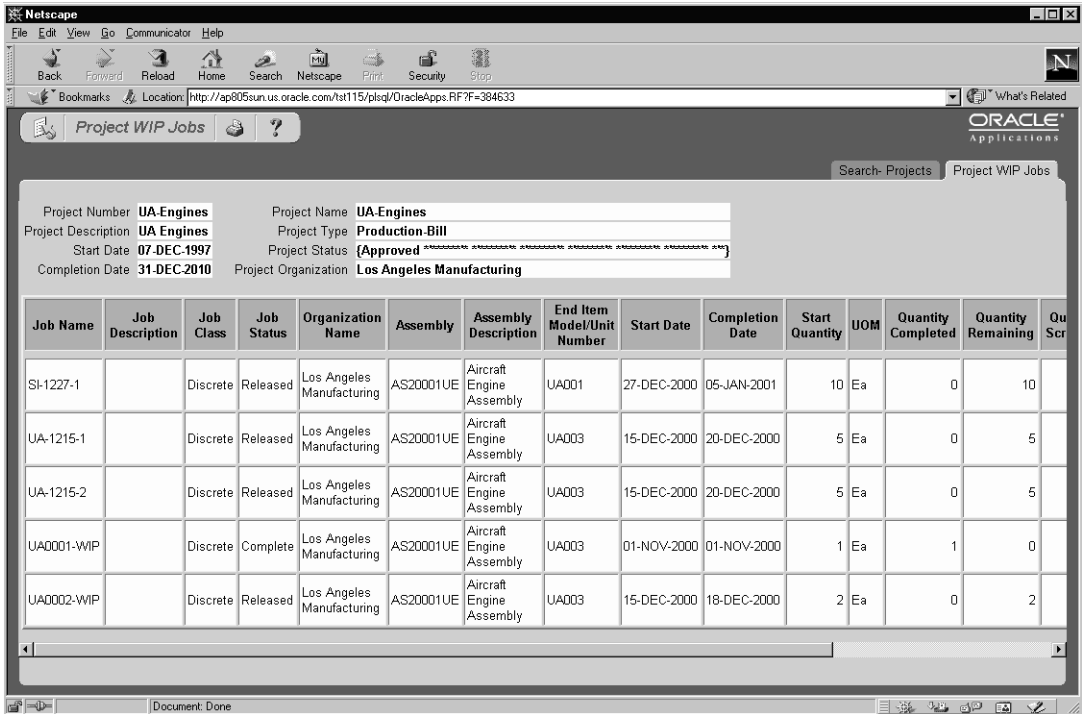 Netscape
File Edit View Go Communicator Help
My
Back Forward Reload Home Search Netscape Print Security Stop
N
Bookmarks Location: http://ap805sun.us.oracle.com/tst115/plsql/OracleApps.RF?F=384633 What's Related
Project WIP Jobs ?
ORACLE
Applications
Search- Projects Project WIP Jobs
Project Number UA-Engines Project Name UA-Engines
Project Description UA Engines Project Type Production-Bill
Start Date 07-DEC-1997 Project Status {Approved
Completion Date 31-DEC-2010 Project Organization Los Angeles Manufacturing
Job Name Job Description Job Class Job Status Organization Name Assembly Assembly Description End Item Model/Unit Number Start Date Completion Date Start Quantity UOM Quantity Completed Quantity Remaining Qu Scr
SI-1227-1 Discrete Released Los Angeles Manufacturing AS20001UE Aircraft Engine Assembly UA001 27-DEC-2000 05-JAN-2001 10 Ea 0 10
UA-1215-1 Discrete Released Los Angeles Manufacturing AS20001UE Aircraft Engine Assembly UA003 15-DEC-2000 20-DEC-2000 5 Ea 0 5
UA-1215-2 Discrete Released Los Angeles Manufacturing AS20001UE Aircraft Engine Assembly UA003 15-DEC-2000 20-DEC-2000 5 Ea 0 5
UA0001-WIP Discrete Complete Los Angeles Manufacturing AS20001UE Aircraft Engine Assembly UA003 01-NOV-2000 01-NOV-2000 1 Ea 1 0
UA0002-WIP Discrete Released Los Angeles Manufacturing AS20001UE Aircraft Engine Assembly UA003 15-DEC-2000 18-DEC-2000 2 Ea 0 2
Document: Done